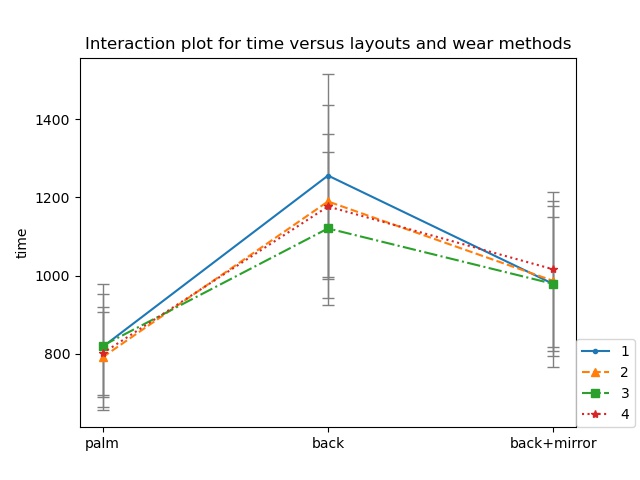 Interaction plot for time versus layouts and wear methods
1400
1200
1000
800
time
palm
back
back+mirror
1
2
3
4